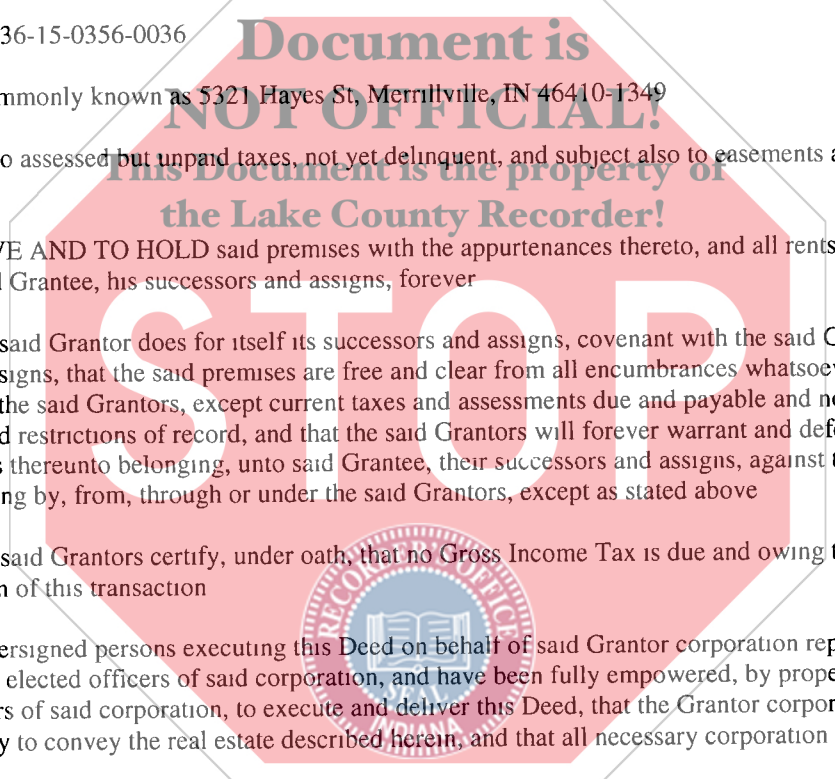 36-15-0356-0036
Document is
mmonly known as 5321 Hayes St, Merrillville, IN 46410-1349
NOT OFFICIAL!
o assessed but unpaid taxes, not yet delinquent, and subject also to easements a
This Document is the property of
the Lake County Recorder!
VE AND TO HOLD said premises with the appurtenances thereto, and all rents
l Grantee, his successors and assigns, forever
STOP
said Grantor does for itself its successors and assigns, covenant with the said G
signs, that the said premises are free and clear from all encumbrances whatsoev
the said Grantors, except current taxes and assessments due and payable and n
d restrictions of record, and that the said Grantors will forever warrant and def
s thereunto belonging, unto said Grantee, their successors and assigns, against t
ng by, from, through or under the said Grantors, except as stated above
said Grantors certify, under oath, that no Gross Income Tax is due and owing t
n of this transaction
RECORDER'S OFFICE
SEAL
INDIANA
ersigned persons executing this Deed on behalf of said Grantor corporation rep
elected officers of said corporation, and have been fully empowered, by prope
rs of said corporation, to execute and deliver this Deed, that the Grantor corpor
y to convey the real estate described herein, and that all necessary corporation